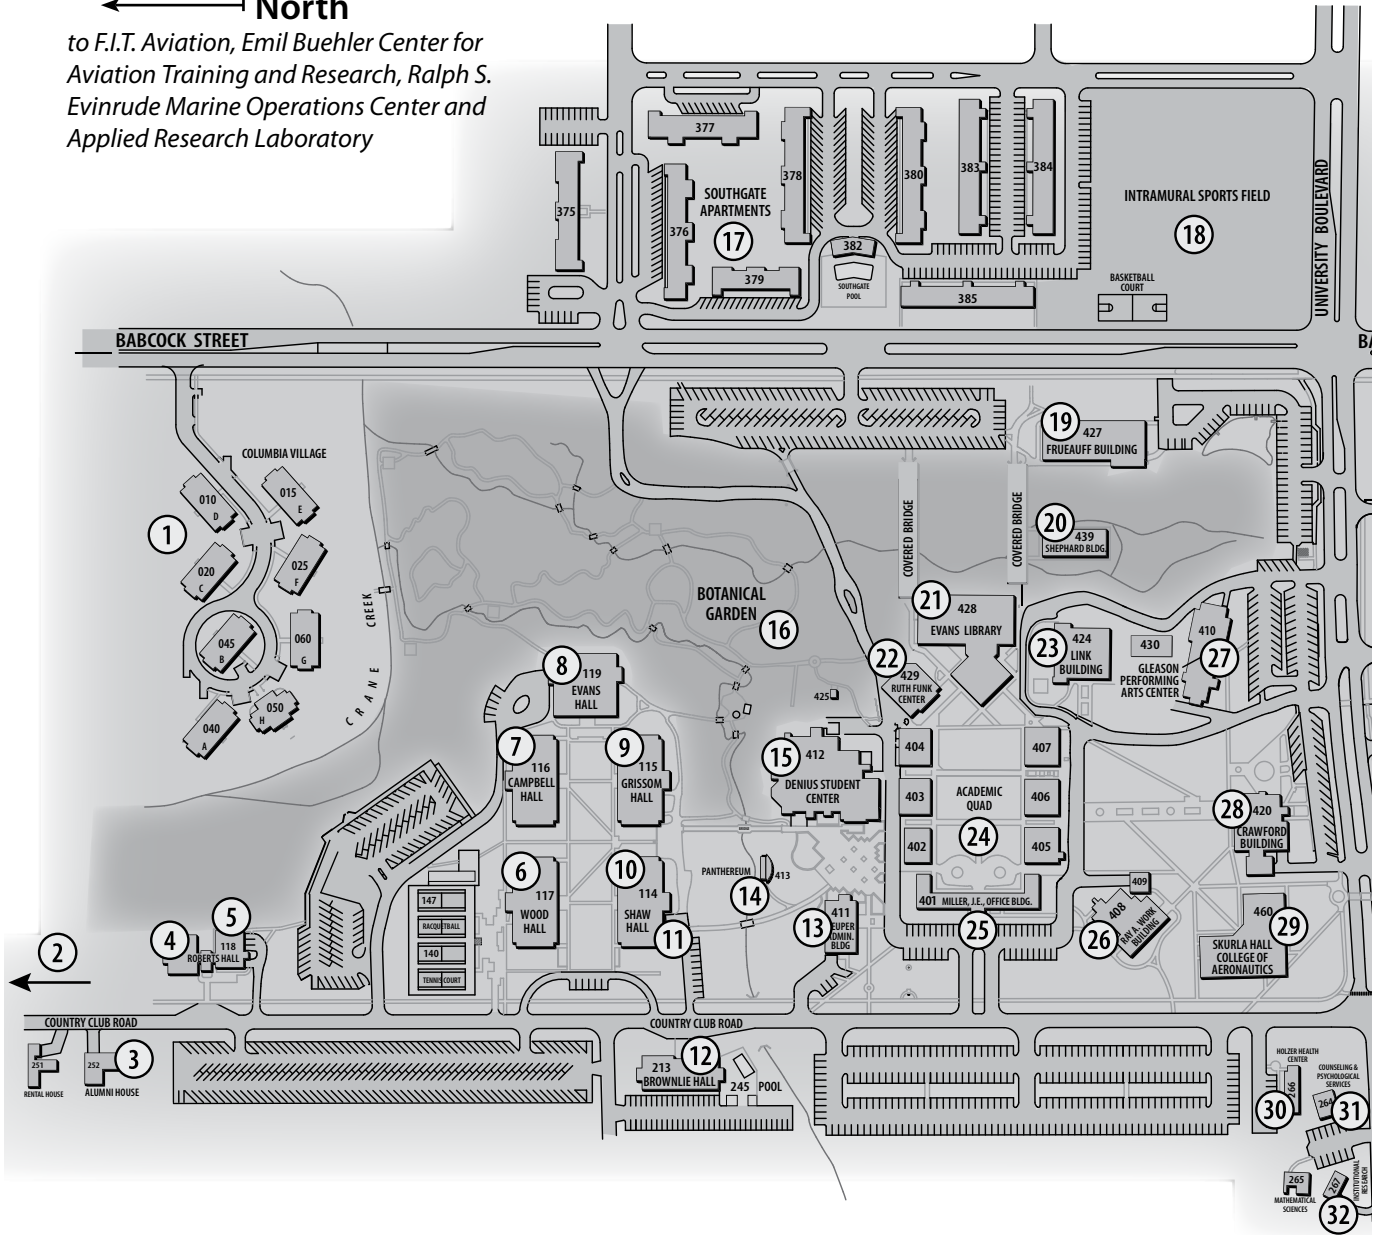 North
to F.I.T. Aviation, Emil Buehler Center for
Aviation Training and Research, Ralph S.
Evinrude Marine Operations Center and
Applied Research Laboratory
377
378
380
383
384
375
376
SOUTHGATE
APARTMENTS
17
379
382
SOUTHGATE
POOL
385
INTRAMURAL SPORTS FIELD
18
BASKETBALL
COURT
UNIVERSITY BOULEVARD
BABCOCK STREET
BA
COLUMBIA VILLAGE
010
D
015
E
1
020
C
025
F
045
B
060
G
050
H
040
A
CRANE CREEK
19
427
FRUEAUFF BUILDING
COVERED BRIDGE
COVERED BRIDGE
20
439
SHEPHARD BLDG.
BOTANICAL
GARDEN
16
21
428
EVANS LIBRARY
22
429
RUTH FUNK
CENTER
23
424
LINK
BUILDING
430
410
27
GLEASON
PERFORMING
ARTS CENTER
425
8
119
EVANS
HALL
7
116
CAMPBELL
HALL
9
115
GRISSOM
HALL
15
412
DENIUS STUDENT
CENTER
404
407
403
406
ACADEMIC
QUAD
24
402
405
28
420
CRAWFORD
BUILDING
6
117
WOOD
HALL
10
114
SHAW
HALL
11
PANTHEREUM
413
14
401 MILLER, J.E., OFFICE BLDG.
25
409
408
RAY A. WORK
BUILDING
26
460
29
SKURLA HALL
COLLEGE OF
AERONAUTICS
147
RACQUETBALL
140
TENNIS COURT
13
411
BLDG
2
4
5
118
ROBERTS HALL
COUNTRY CLUB ROAD
COUNTRY CLUB ROAD
251
RENTAL HOUSE
252
3
ALUMNI HOUSE
12
213
BROWNLIE HALL
245 POOL
HOLZER HEALTH
CENTER
266
30
COUNSELING &
PSYCHOLOGICAL
SERVICES
264
31
265
MATHEMATICAL
SCIENCES
267
INSTITUTIONAL
RESEARCH
32